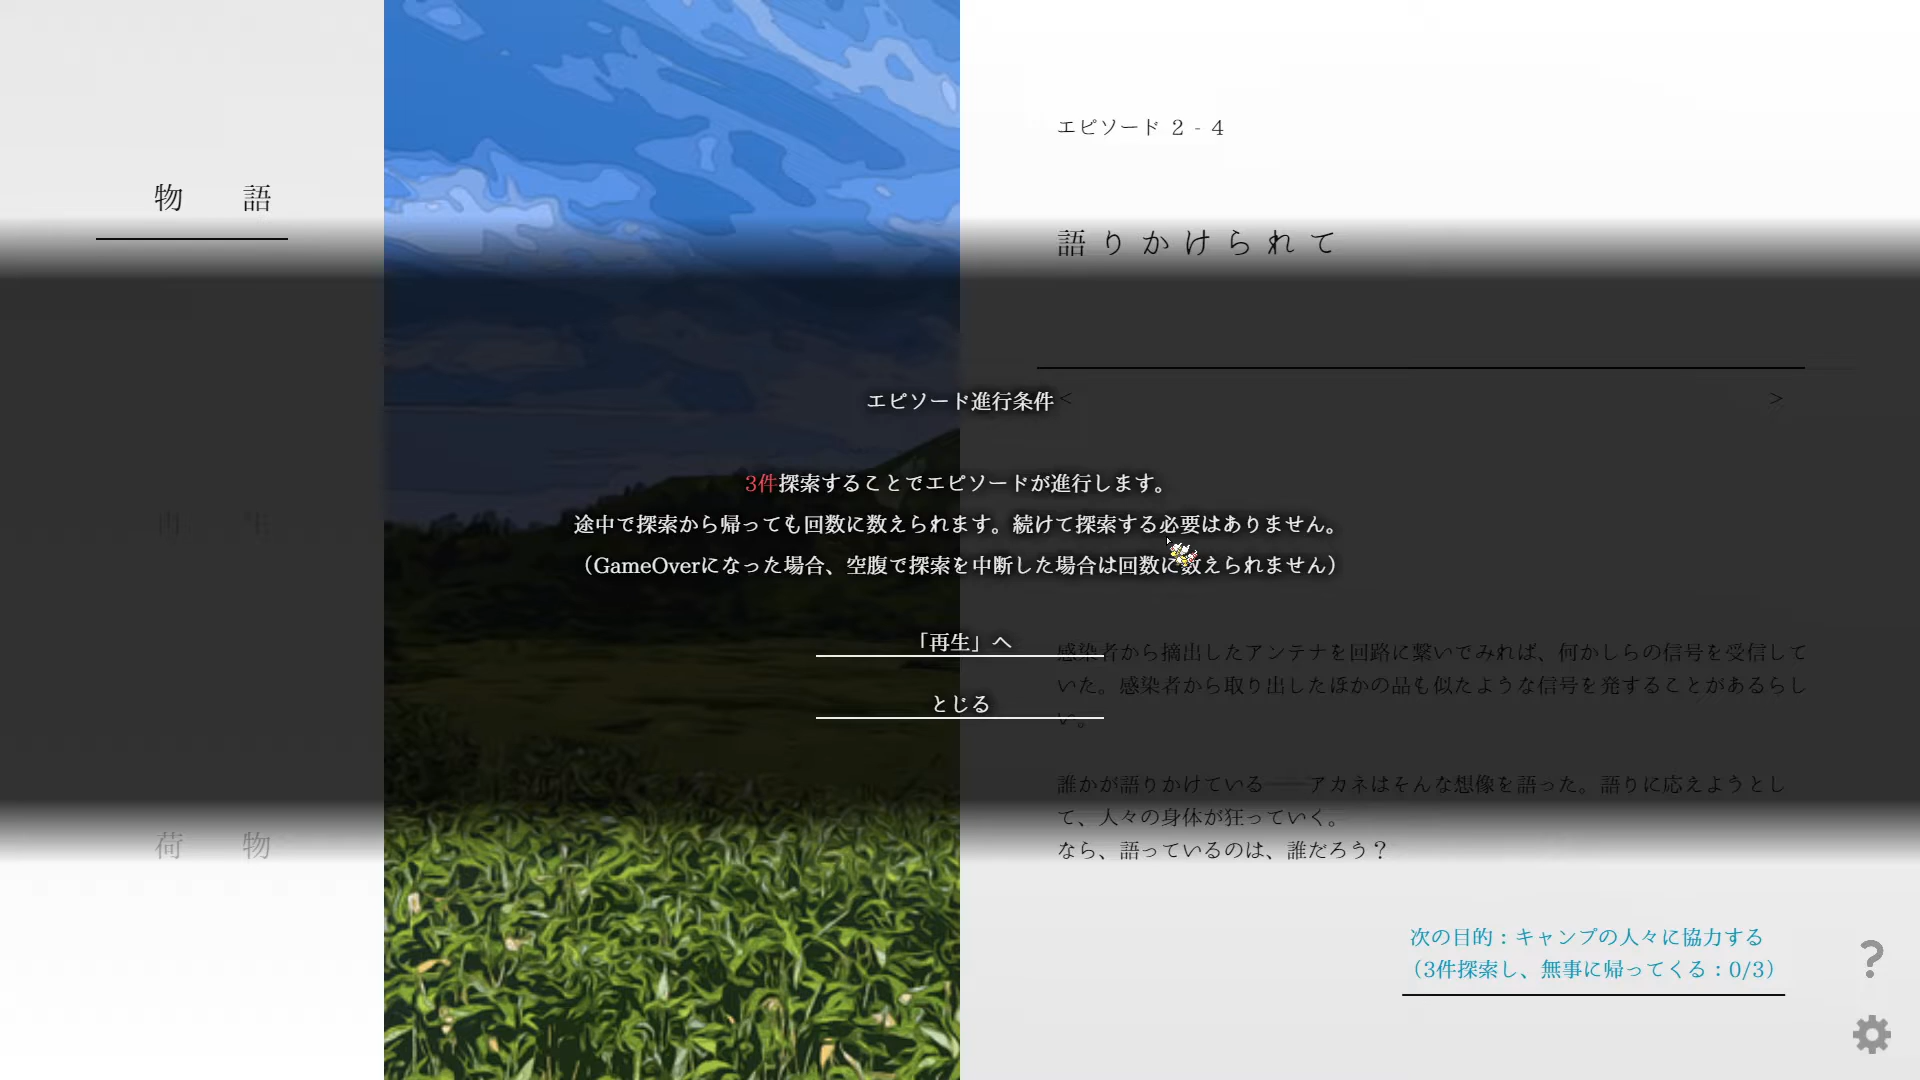 物 語
再 生
荷 物
エピソード 2 - 4
語りかけられて
エピソード進行条件
<
>
3件探索することでエピソードが進行します。
途中で探索から帰っても回数に数えられます。続けて探索する必要はありません。
（GameOverになった場合、空腹で探索を中断した場合は回数に数えられません）
「再生」へ
とじる
感染者から摘出したアンテナを回路に繋いでみれば、何かしらの信号を受信して
いた。感染者から取り出したほかの品も似たような信号を発することがあるらし
い。
誰かが語りかけている――アカネはそんな想像を語った。語りに応えようとし
て、人々の身体が狂っていく。
なら、語っているのは、誰だろう？
次の目的：キャンプの人々に協力する
（3件探索し、無事に帰ってくる：0/3）
?